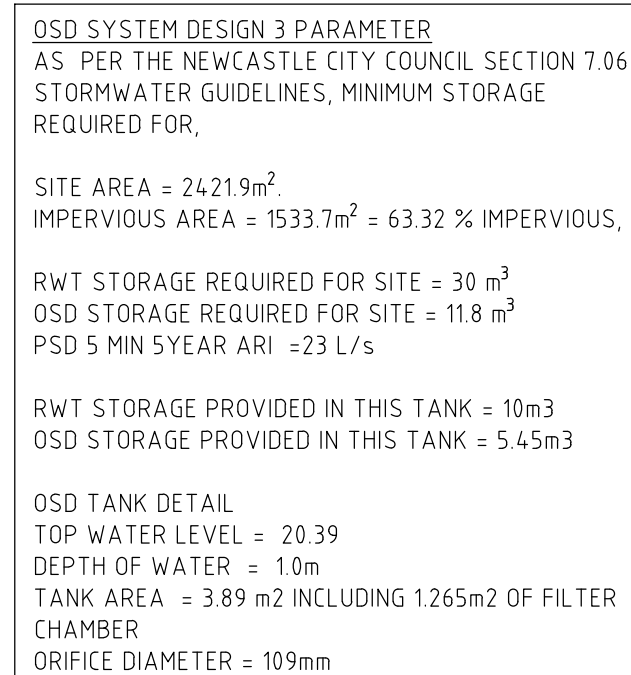 OSD SYSTEM DESIGN 3 PARAMETER
AS PER THE NEWCASTLE CITY COUNCIL SECTION 7.06
STORMWATER GUIDELINES, MINIMUM STORAGE
REQUIRED FOR,
SITE AREA = 2421.9m².
IMPERVIOUS AREA = 1533.7m² = 63.32 % IMPERVIOUS,
RWT STORAGE REQUIRED FOR SITE = 30 m³
OSD STORAGE REQUIRED FOR SITE = 11.8 m³
PSD 5 MIN 5YEAR ARI =23 L/s
RWT STORAGE PROVIDED IN THIS TANK = 10m3
OSD STORAGE PROVIDED IN THIS TANK = 5.45m3
OSD TANK DETAIL
TOP WATER LEVEL = 20.39
DEPTH OF WATER = 1.0m
TANK AREA = 3.89 m2 INCLUDING 1.265m2 OF FILTER
CHAMBER
ORIFICE DIAMETER = 109mm